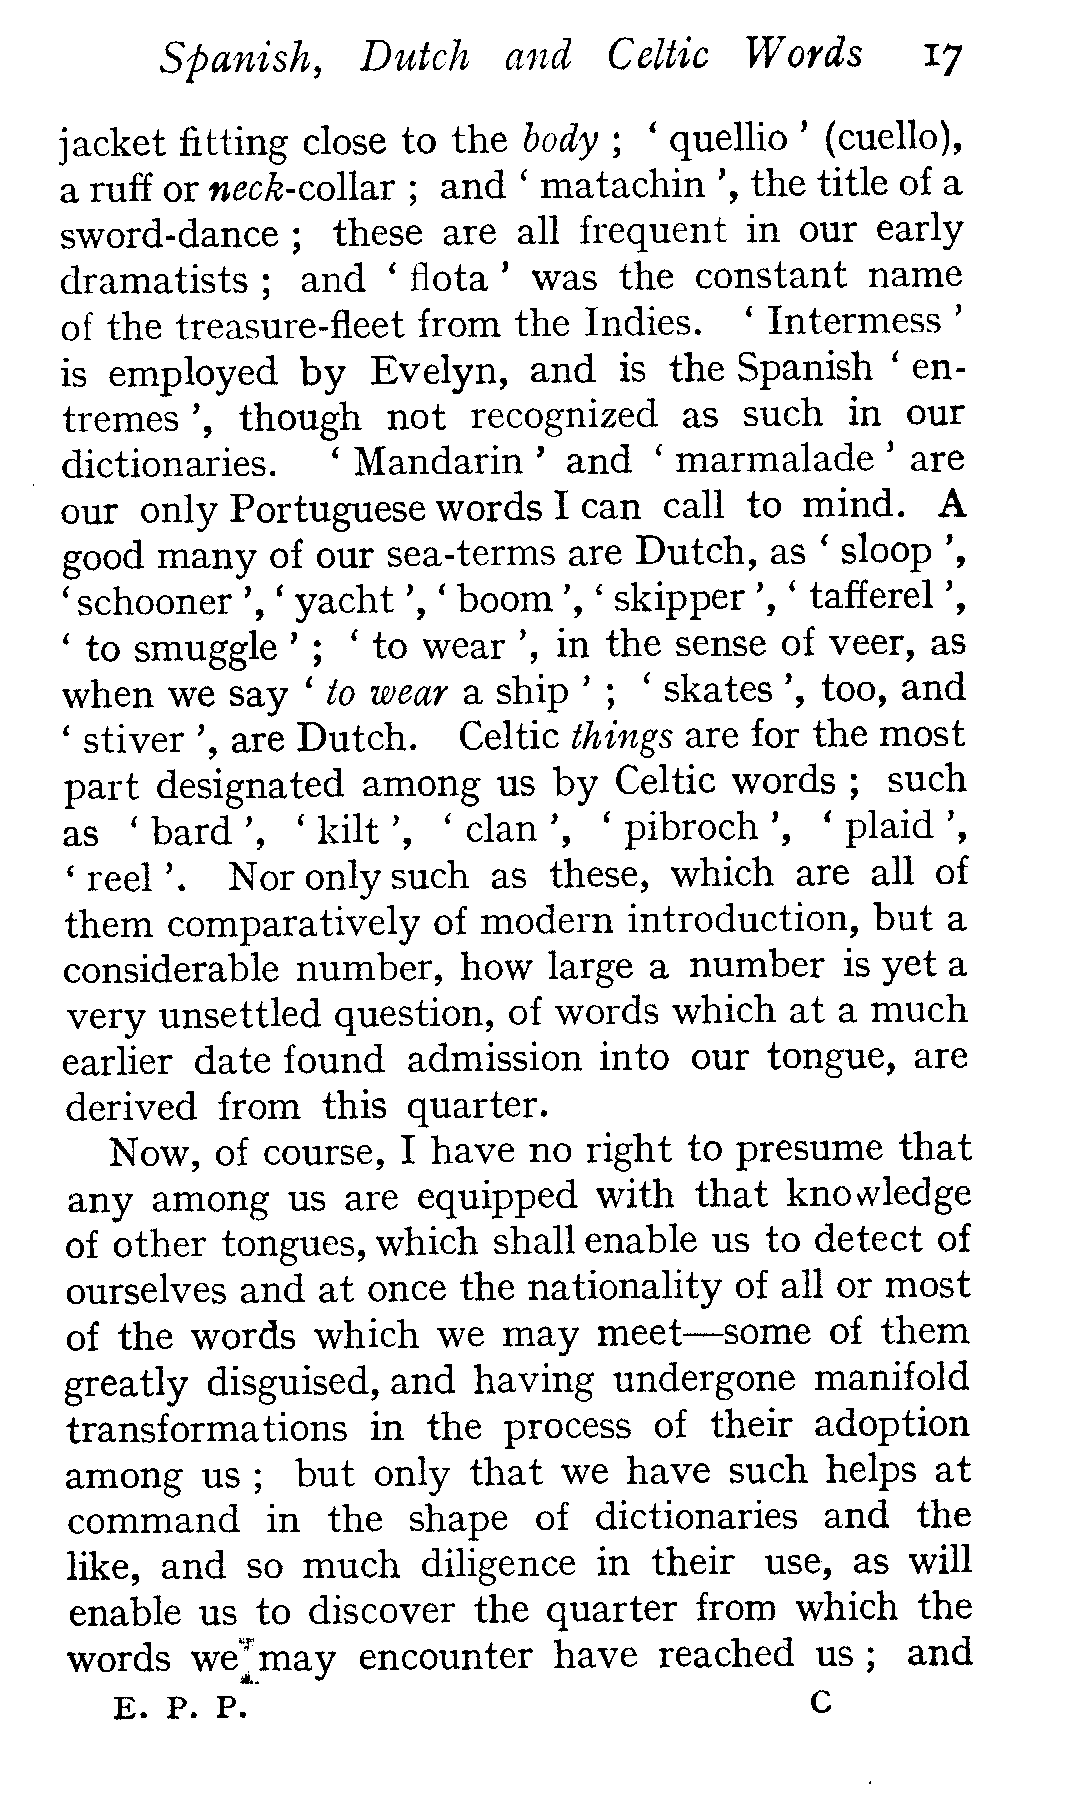 Spanish, Dutch and Celtic Words 17
jacket fitting close to the body ; ‘ quellio ’ (cuello),
a ruff or neck-collar ; and ‘ matachin ’, the title of a
sword-dance ; these are all frequent in our early
dramatists ; and ‘ flota ’ was the constant name
of the treasure-fleet from the Indies. ‘ Intermess ’
is employed by Evelyn, and is the Spanish ‘ en-
tremes ’, though not recognized as such in our
dictionaries. ‘ Mandarin ’ and ‘ marmalade ’ are
our only Portuguese words I can call to mind. A
good many of our sea-terms are Dutch, as ‘ sloop ’,
‘ schooner ’, ‘ yacht ’, ‘ boom ’, ‘ skipper ’, ‘ tafferel ’,
‘ to smuggle ’ ; ‘ to wear ’, in the sense of veer, as
when we say ‘ to wear a ship ’ ; ‘ skates ’, too, and
‘ stiver ’, are Dutch. Celtic things are for the most
part designated among us by Celtic words ; such
as ‘ bard ’, ‘ kilt ’, ‘ clan ’, ‘ pibroch ’, ‘ plaid ’,
‘ reel ’. Nor only such as these, which are all of
them comparatively of modern introduction, but a
considerable number, how large a number is yet a
very unsettled question, of words which at a much
earlier date found admission into our tongue, are
derived from this quarter.
Now, of course, I have no right to presume that
any among us are equipped with that knowledge
of other tongues, which shall enable us to detect of
ourselves and at once the nationality of all or most
of the words which we may meet—some of them
greatly disguised, and having undergone manifold
transformations in the process of their adoption
among us ; but only that we have such helps at
command in the shape of dictionaries and the
like, and so much diligence in their use, as will
enable us to discover the quarter from which the
words we may encounter have reached us ; and
E. P. P. C